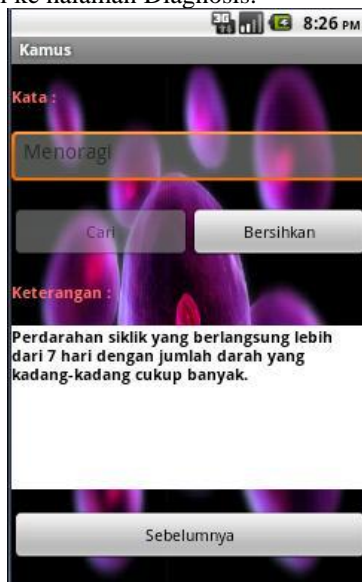 ke halaman Diagnosis.
3G 8:26 PM
Kamus
Kata :
Menoragi
Cari Bersihkan
Keterangan :
Perdarahan siklik yang berlangsung lebih
dari 7 hari dengan jumlah darah yang
kadang-kadang cukup banyak.
Sebelumnya